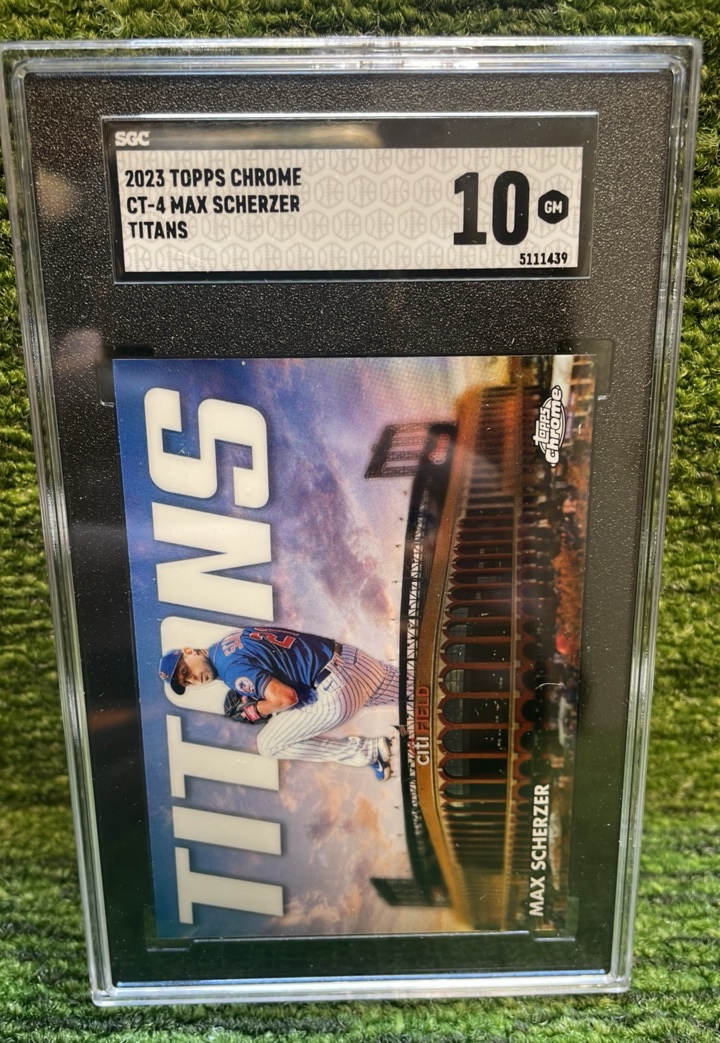 SGC
2023 TOPPS CHROME
CT-4 MAX SCHERZER
TITANS
10 GM
5111439
TITANS
Topps
Chrome
citi FIELD
MAX SCHERZER